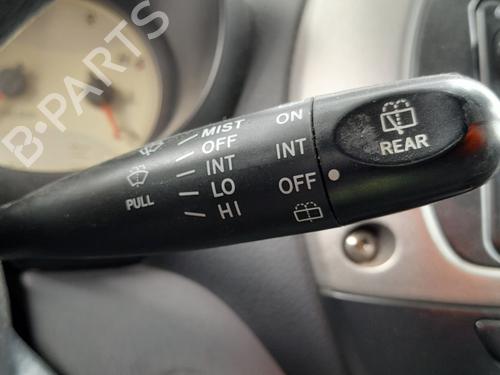 B-PARTS
MIST ON
OFF INT
INT OFF
LO
HI
PULL
REAR